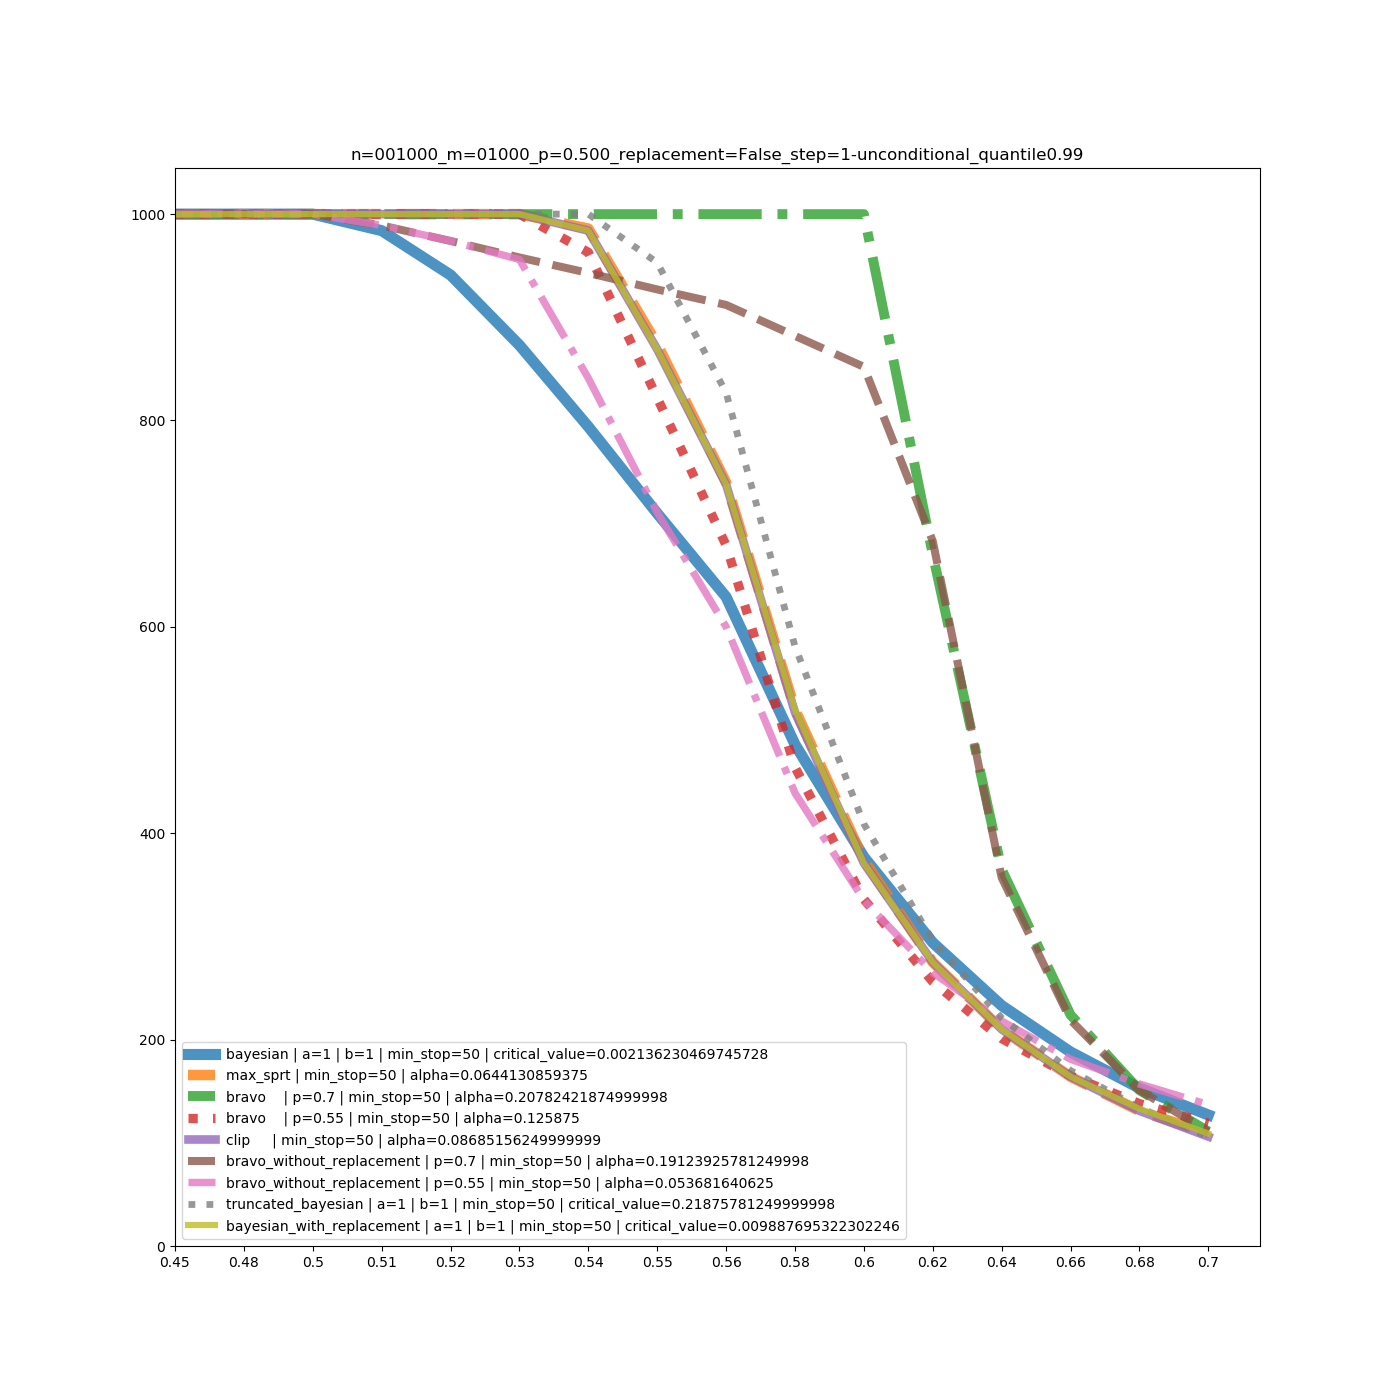 n=001000_m=01000_p=0.500_replacement=False_step=1-unconditional_quantile0.99
1000
800
600
400
200
0
bayesian | a=1 | b=1 | min_stop=50 | critical_value=0.002136230469745728
max_sprt | min_stop=50 | alpha=0.0644130859375
bravo | p=0.7 | min_stop=50 | alpha=0.20782421874999998
bravo | p=0.55 | min_stop=50 | alpha=0.125875
clip | min_stop=50 | alpha=0.08685156249999999
bravo_without_replacement | p=0.7 | min_stop=50 | alpha=0.19123925781249998
bravo_without_replacement | p=0.55 | min_stop=50 | alpha=0.053681640625
truncated_bayesian | a=1 | b=1 | min_stop=50 | critical_value=0.21875781249999998
bayesian_with_replacement | a=1 | b=1 | min_stop=50 | critical_value=0.009887695322302246
0.45 0.48 0.5 0.51 0.52 0.53 0.54 0.55 0.56 0.58 0.6 0.62 0.64 0.66 0.68 0.7